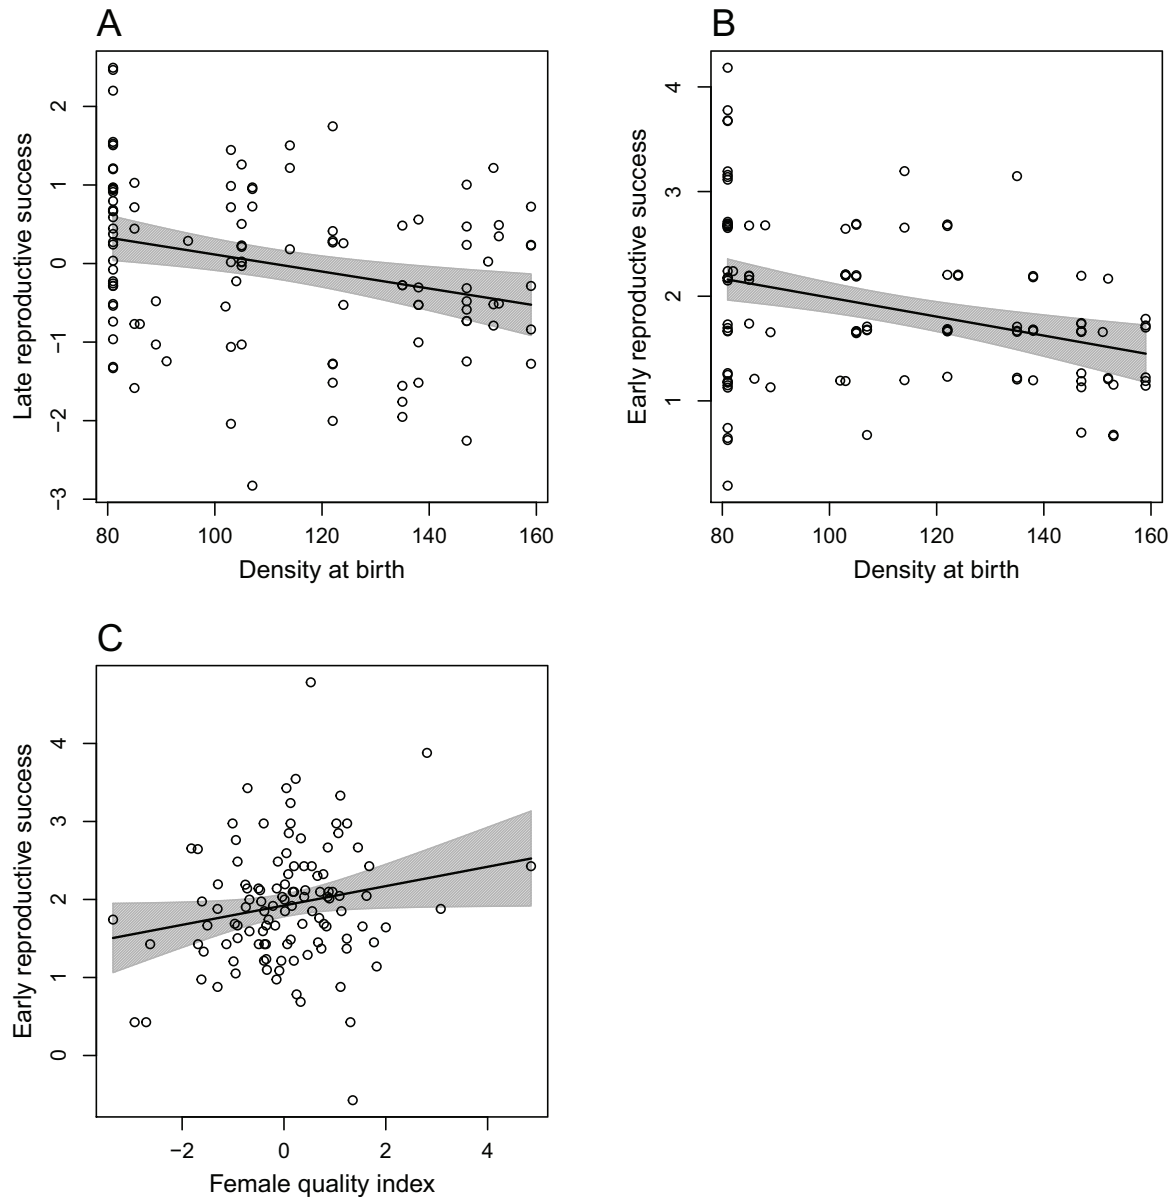 A
Late reproductive success
2
1
0
−1
−2
−3
80 100 120 140 160
Density at birth
B
Early reproductive success
4
3
2
1
80 100 120 140 160
Density at birth
C
Early reproductive success
4
3
2
1
0
−2 0 2 4
Female quality index